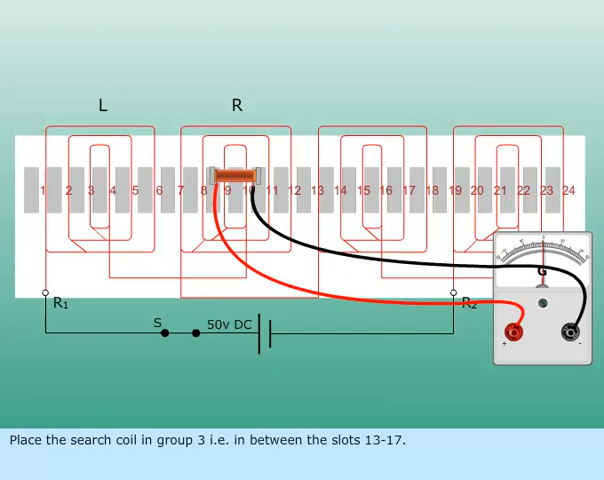 L R
1 2 3 4 5 6 7 8 9 10 11 12 13 14 15 16 17 18 19 20 21 22 23 24
G
R1 R2
S 50v DC
+ -
Place the search coil in group 3 i.e. in between the slots 13-17.